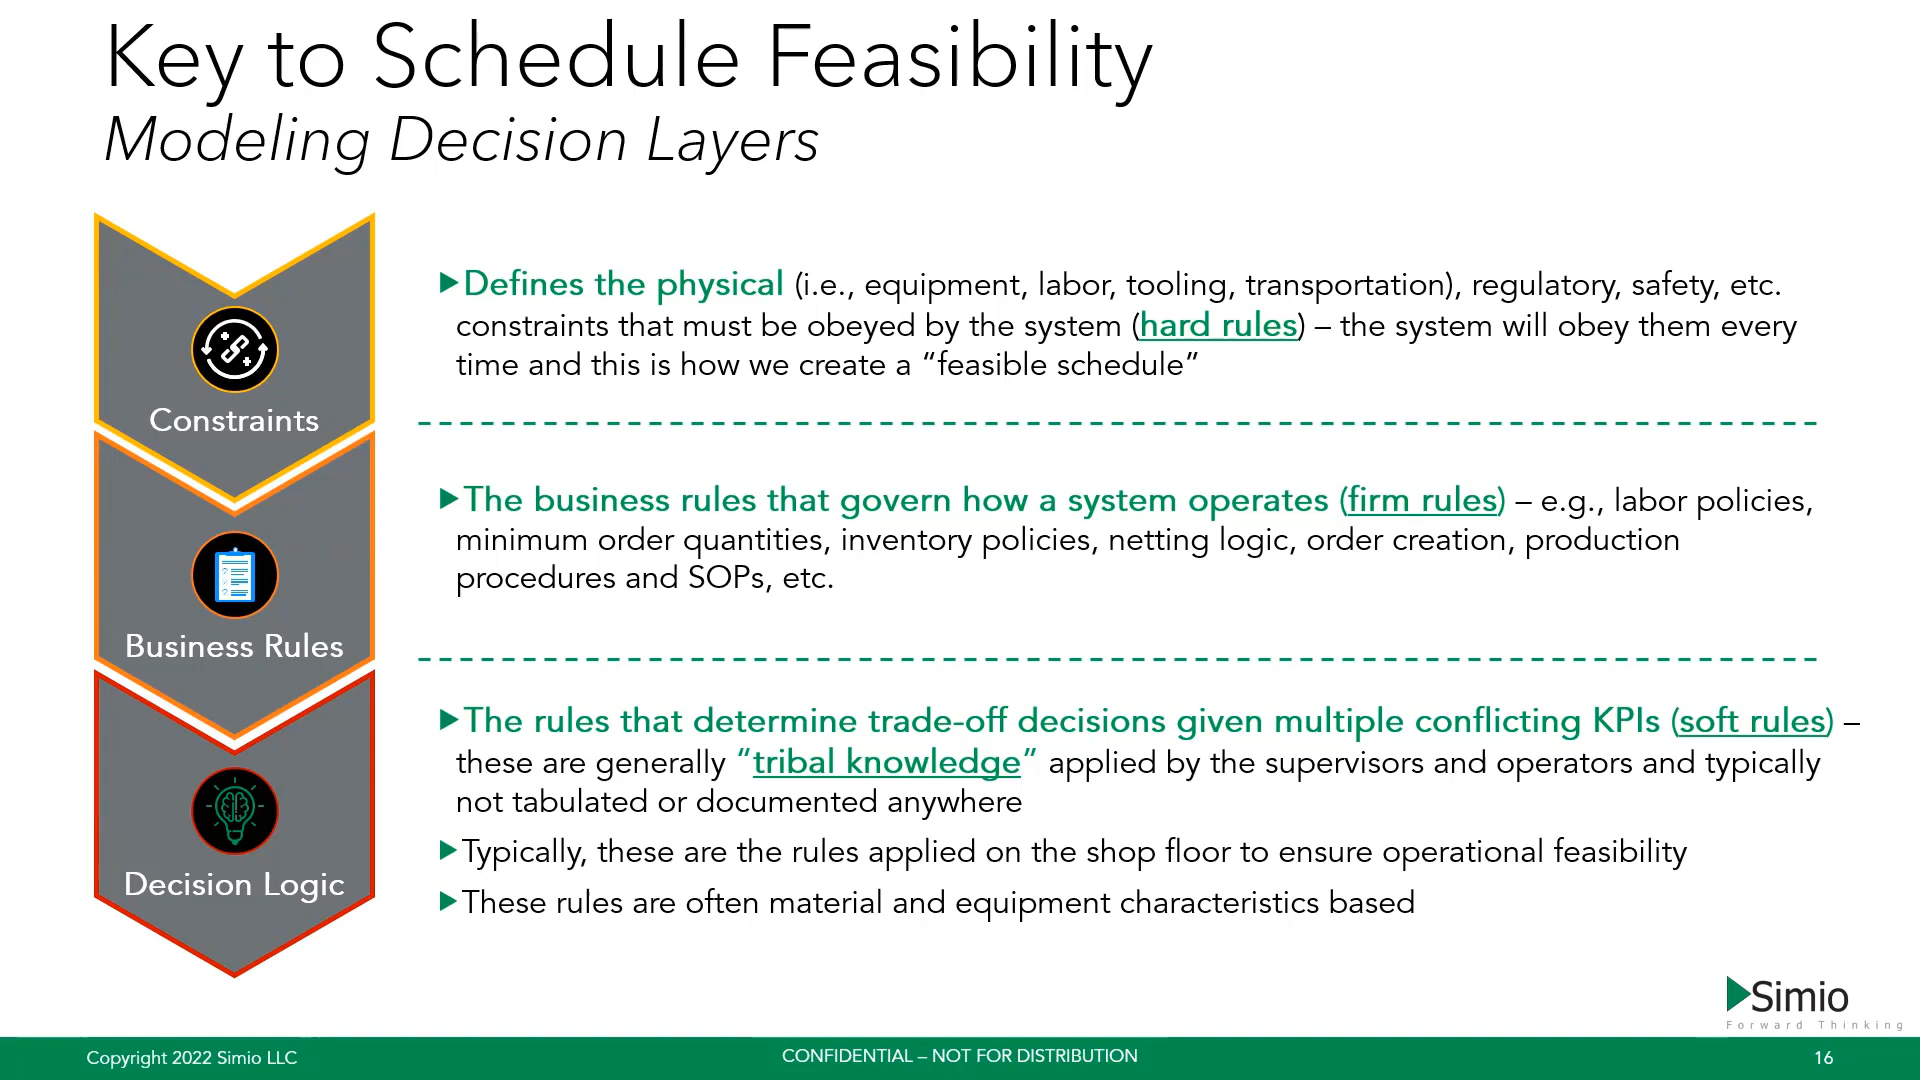 Key to Schedule Feasibility
Modeling Decision Layers
Constraints
Defines the physical (i.e., equipment, labor, tooling, transportation), regulatory, safety, etc.
constraints that must be obeyed by the system (hard rules) – the system will obey them every
time and this is how we create a “feasible schedule”
Business Rules
The business rules that govern how a system operates (firm rules) – e.g., labor policies,
minimum order quantities, inventory policies, netting logic, order creation, production
procedures and SOPs, etc.
Decision Logic
The rules that determine trade-off decisions given multiple conflicting KPIs (soft rules) –
these are generally “tribal knowledge” applied by the supervisors and operators and typically
not tabulated or documented anywhere
Typically, these are the rules applied on the shop floor to ensure operational feasibility
These rules are often material and equipment characteristics based
Simio
Forward Thinking
Copyright 2022 Simio LLC
CONFIDENTIAL – NOT FOR DISTRIBUTION
16